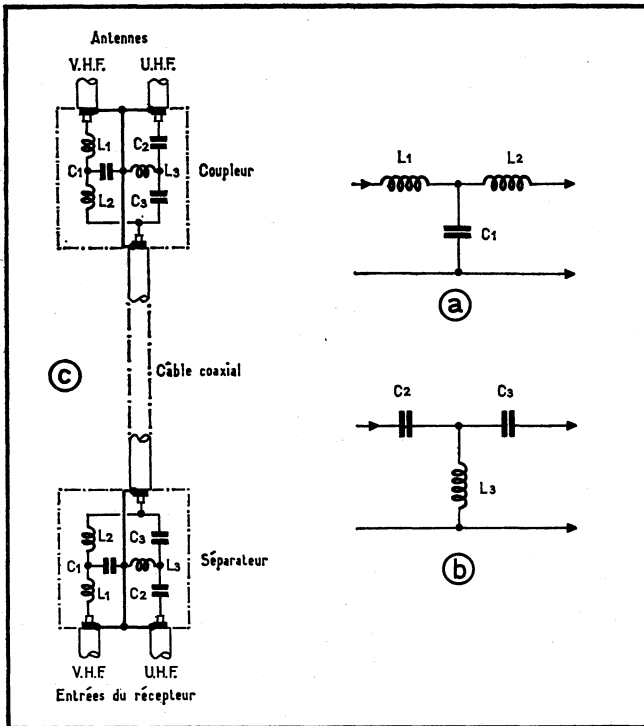 Antennes
V.H.F. U.H.F.
L1 C2
C1 L3 Coupleur
L2 C3
Câble coaxial
c
L2 C3
C1 L3 Séparateur
L1 C2
V.H.F. U.H.F.
Entrées du récepteur
L1 L2
C1
a
C2 C3
L3
b